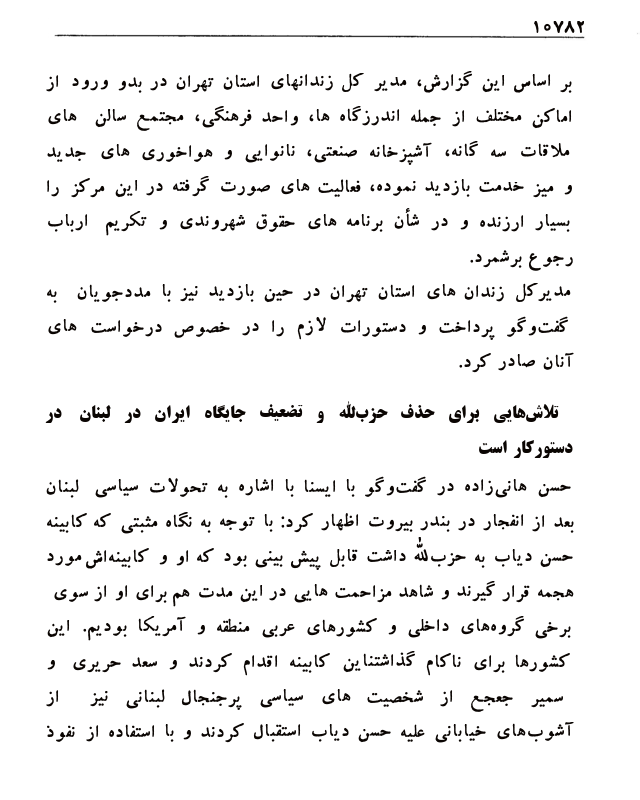 ۱۰۷۸۲
بر اساس این گزارش، مدیر کل زندانهای استان تهران در بدو ورود از
اماکن مختلف از جمله اندرزگاه ها، واحد فرهنگی، مجتمع سالن های
ملاقات سه گانه، آشپزخانه صنعتی، نانوایی و هواخوری های جدید
و میز خدمت بازدید نموده، فعالیت های صورت گرفته در این مرکز را
بسیار ارزنده و در شأن برنامه های حقوق شهروندی و تکریم ارباب
رجوع برشمرد.
مدیرکل زندان های استان تهران در حین بازدید نیز با مددجویان به
گفت‌وگو پرداخت و دستورات لازم را در خصوص درخواست های
آنان صادر کرد.
تلاش‌هایی برای حذف حزب‌الله و تضعیف جایگاه ایران در لبنان در
دستورکار است
حسن هانی‌زاده در گفت‌وگو با ایسنا با اشاره به تحولات سیاسی لبنان
بعد از انفجار در بندر بیروت اظهار کرد: با توجه به نگاه مثبتی که کابینه
حسن دیاب به حزب‌الله داشت قابل پیش بینی بود که او و کابینه‌اش مورد
هجمه قرار گیرند و شاهد مزاحمت هایی در این مدت هم برای او از سوی
برخی گروه‌های داخلی و کشورهای عربی منطقه و آمریکا بودیم. این
کشورها برای ناکام گذاشتناین کابینه اقدام کردند و سعد حریری و
سمیر جعجع از شخصیت های سیاسی پرجنجال لبنانی نیز از
آشوب‌های خیابانی علیه حسن دیاب استقبال کردند و با استفاده از نفوذ